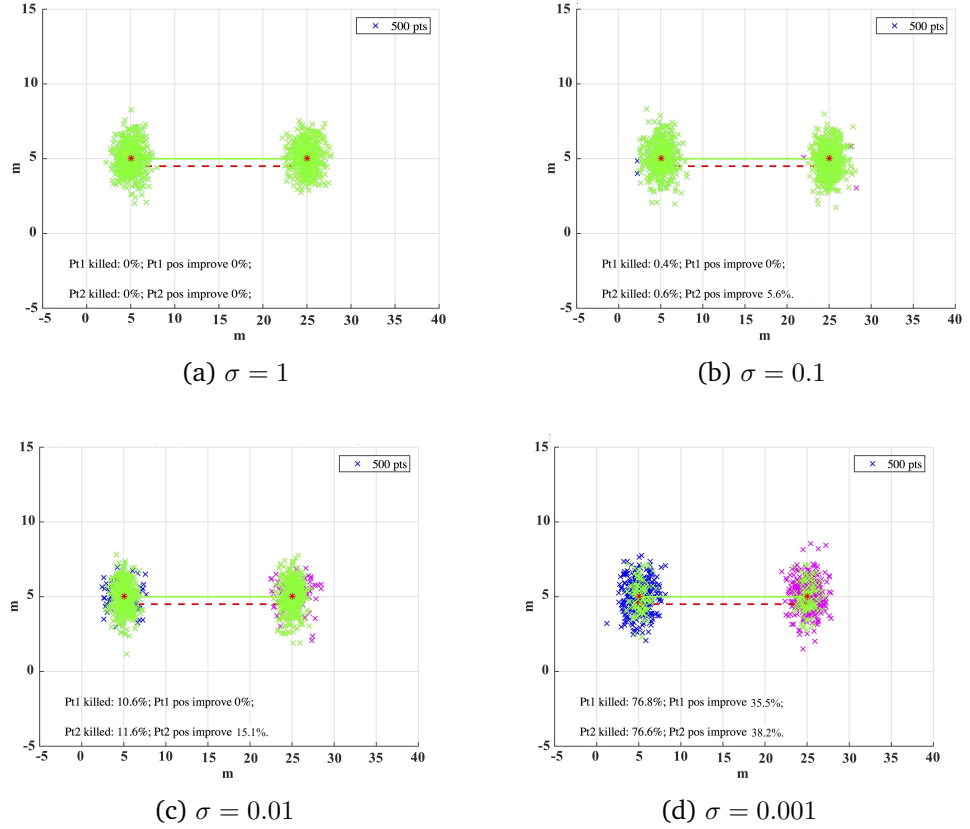 15
10
5
0
-5
m
× 500 pts
Pt1 killed: 0%; Pt1 pos improve 0%;
Pt2 killed: 0%; Pt2 pos improve 0%;
-5 0 5 10 15 20 25 30 35 40
m
(a) σ = 1
15
10
5
0
-5
m
× 500 pts
Pt1 killed: 0.4%; Pt1 pos improve 0%;
Pt2 killed: 0.6%; Pt2 pos improve 5.6%.
-5 0 5 10 15 20 25 30 35 40
m
(b) σ = 0.1
15
10
5
0
-5
m
× 500 pts
Pt1 killed: 10.6%; Pt1 pos improve 0%;
Pt2 killed: 11.6%; Pt2 pos improve 15.1%.
-5 0 5 10 15 20 25 30 35 40
m
(c) σ = 0.01
15
10
5
0
-5
m
× 500 pts
Pt1 killed: 76.8%; Pt1 pos improve 35.5%;
Pt2 killed: 76.6%; Pt2 pos improve 38.2%.
-5 0 5 10 15 20 25 30 35 40
m
(d) σ = 0.001